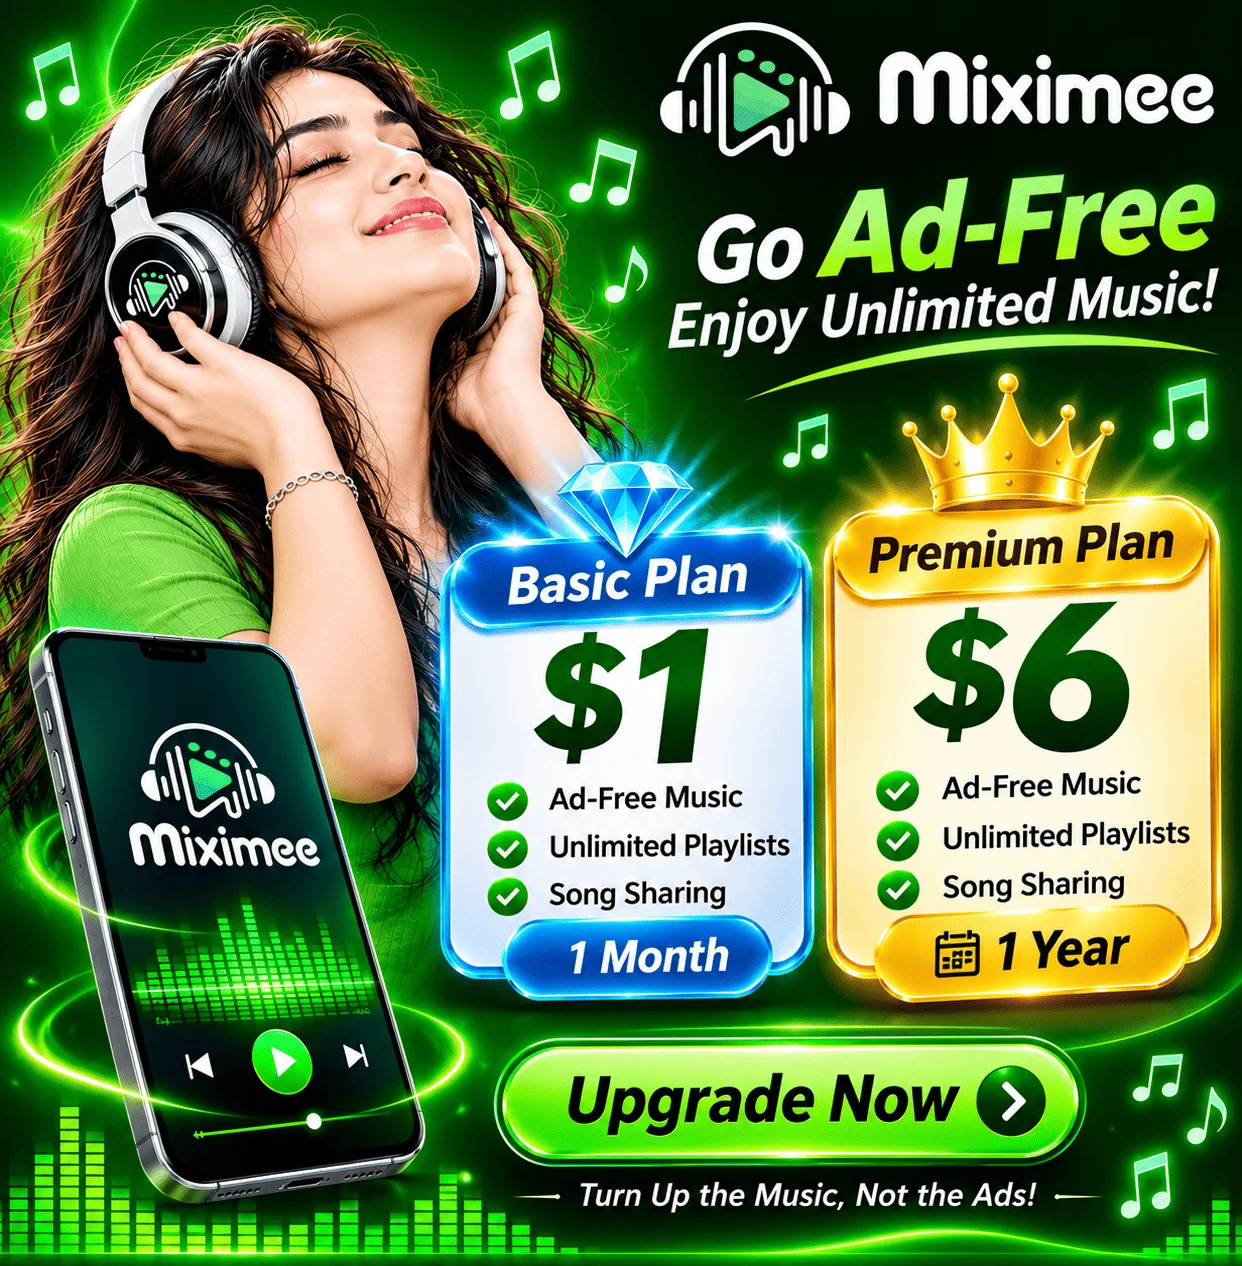 Miximee
Go Ad-Free
Enjoy Unlimited Music!
Basic Plan
$1
Ad-Free Music
Unlimited Playlists
Song Sharing
1 Month
Premium Plan
$6
Ad-Free Music
Unlimited Playlists
Song Sharing
1 Year
Miximee
Upgrade Now
Turn Up the Music, Not the Ads!